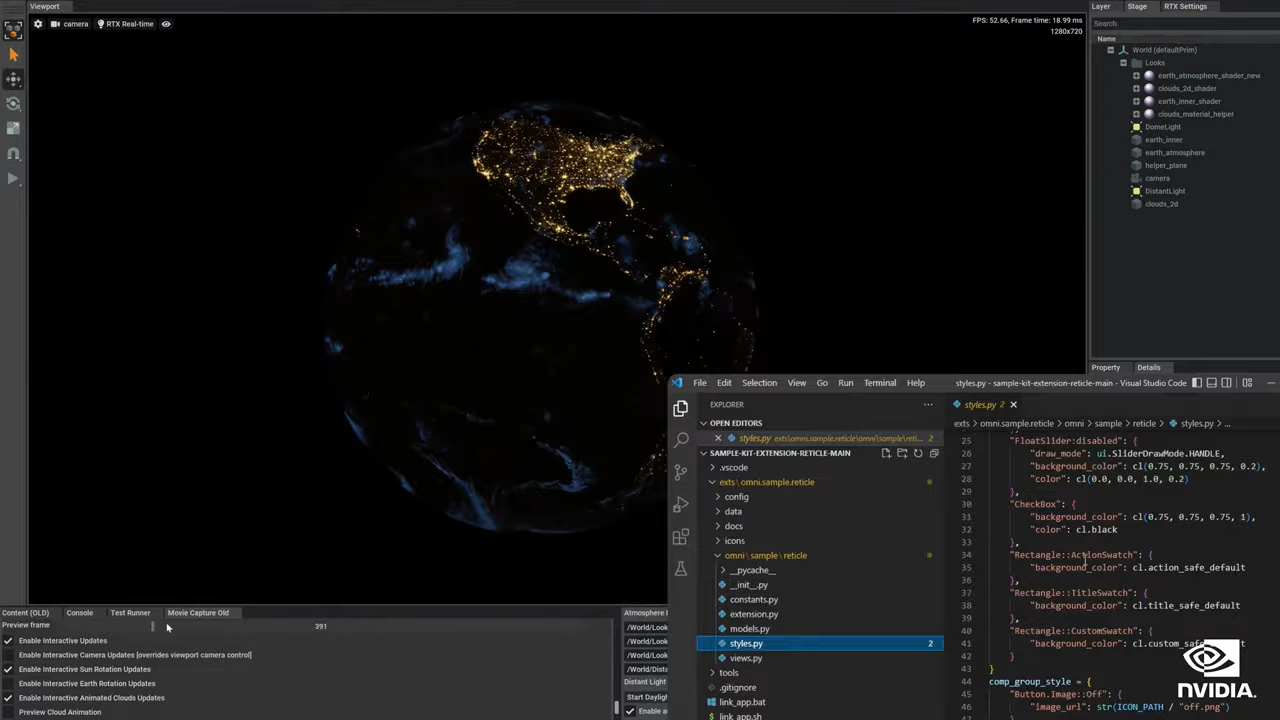 Viewport
camera
RTX Real-time
FPS: 52.66, Frame time: 18.99 ms
1280x720
Layer
Stage
RTX Settings
Search
Name
World (defaultPrim)
Looks
earth_atmosphere_shader_new
clouds_2d_shader
earth_inner_shader
clouds_material_helper
DomeLight
earth_inner
earth_atmosphere
helper_plane
camera
DistantLight
clouds_2d
Property
Details
Content (OLD)
Console
Test Runner
Movie Capture Old
Preview frame
391
Enable Interactive Updates
Enable Interactive Camera Updates [overrides viewport camera control]
Enable Interactive Sun Rotation Updates
Enable Interactive Earth Rotation Updates
Enable Interactive Animated Clouds Updates
Preview Cloud Animation
Atmosphere
/World/Look
/World/Look
/World/Look
/World/Dista
Distant Light
Start Dayligh
Enable a
File Edit Selection View Go Run Terminal Help
styles.py - sample-kit-extension-reticle-main - Visual Studio Code
EXPLORER
OPEN EDITORS
styles.py exts\omni.sample.reticle\omni\sample\reti... 2
SAMPLE-KIT-EXTENSION-RETICLE-MAIN
.vscode
exts\omni.sample.reticle
config
data
docs
icons
omni\sample\reticle
__pycache__
__init__.py
constants.py
extension.py
models.py
styles.py 2
views.py
tools
.gitignore
link_app.bat
link_app.sh
styles.py 2
exts > omni.sample.reticle > omni > sample > reticle > styles.py > ...
25 "FloatSlider:disabled": {
26 "draw_mode": ui.SliderDrawMode.HANDLE,
27 "background_color": cl(0.75, 0.75, 0.75, 0.2),
28 "color": cl(0.0, 0.0, 1.0, 0.2)
29 },
30 "CheckBox": {
31 "background_color": cl(0.75, 0.75, 0.75, 1),
32 "color": cl.black
33 },
34 "Rectangle::ActionSwatch": {
35 "background_color": cl.action_safe_default
36 },
37 "Rectangle::TitleSwatch": {
38 "background_color": cl.title_safe_default
39 },
40 "Rectangle::CustomSwatch": {
41 "background_color": cl.custom_safe
42 }
43 }
44 comp_group_style = {
45 "Button.Image::Off": {
46 "image_url": str(ICON_PATH / "off.png")
NVIDIA.